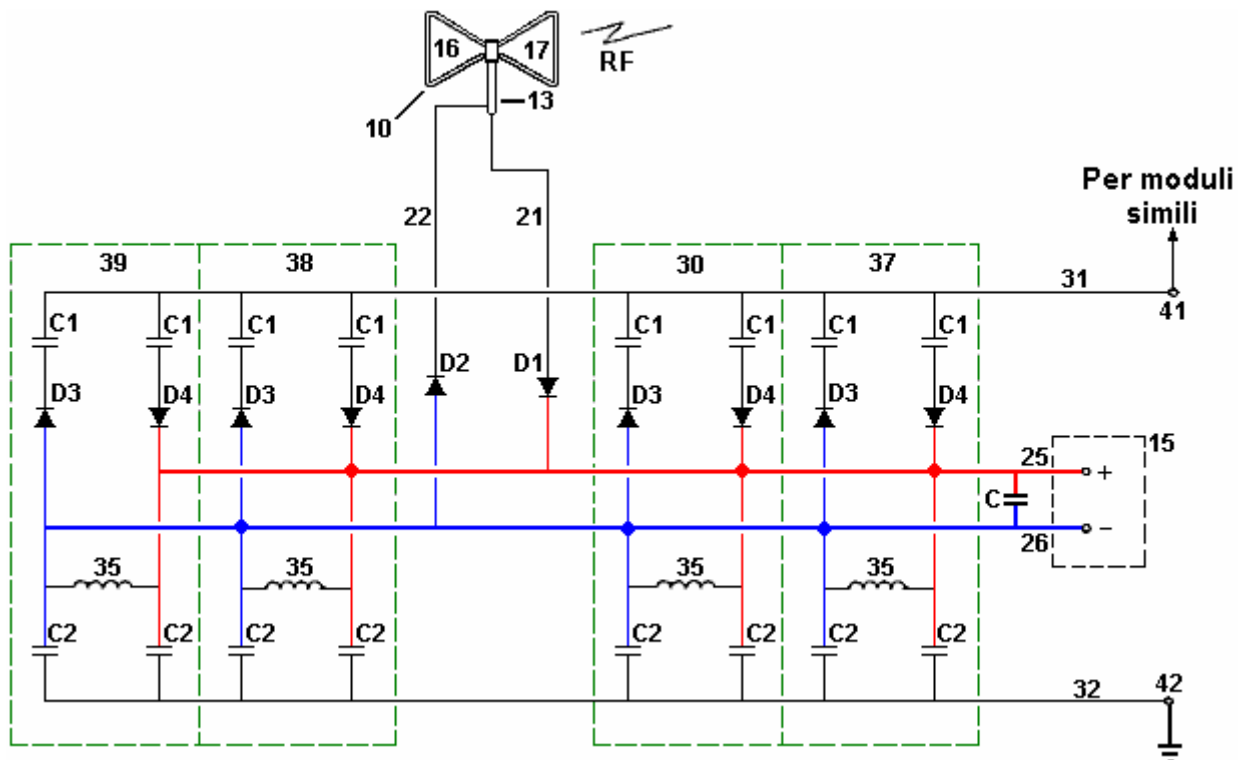 16 17
RF
13
10
Per moduli
simili
22 21
39 38 30 37 31
41
C1 C1 C1 C1 C1 C1 C1 C1
D2 D1
D3 D4 D3 D4 D3 D4 D3 D4
25 15
+
C
-
26
35 35 35 35
C2 C2 C2 C2 C2 C2 C2 C2
32 42